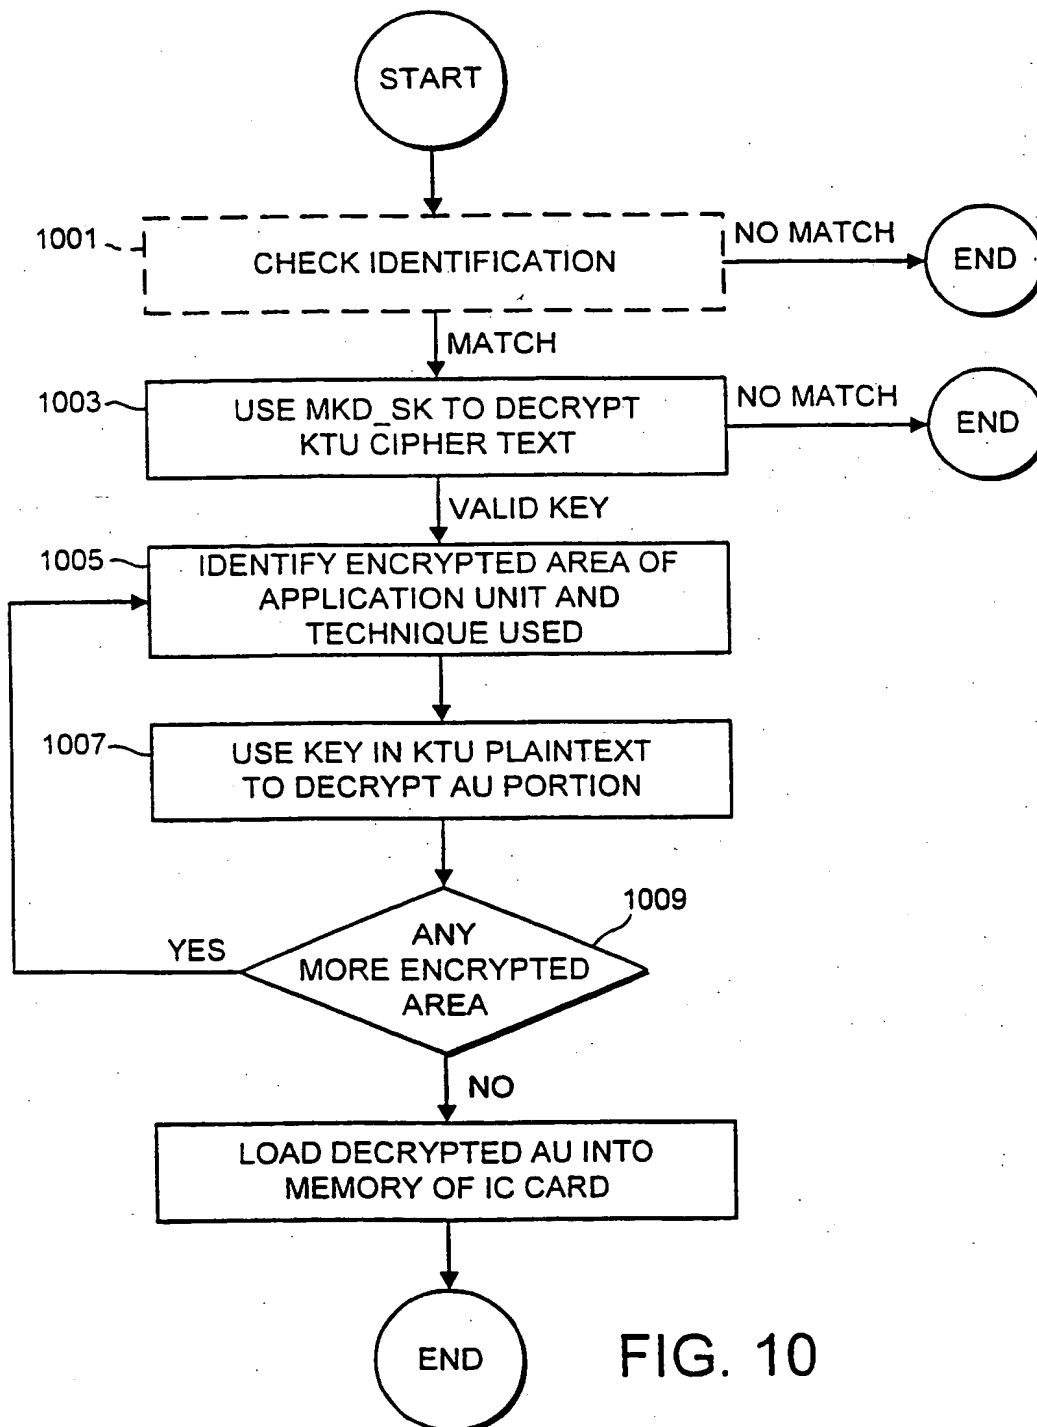 START
1001
CHECK IDENTIFICATION
NO MATCH
END
MATCH
1003
USE MKD_SK TO DECRYPT
KTU CIPHER TEXT
NO MATCH
END
VALID KEY
1005
IDENTIFY ENCRYPTED AREA OF
APPLICATION UNIT AND
TECHNIQUE USED
1007
USE KEY IN KTU PLAINTEXT
TO DECRYPT AU PORTION
1009
ANY
MORE ENCRYPTED
AREA
YES
NO
LOAD DECRYPTED AU INTO
MEMORY OF IC CARD
END
FIG. 10